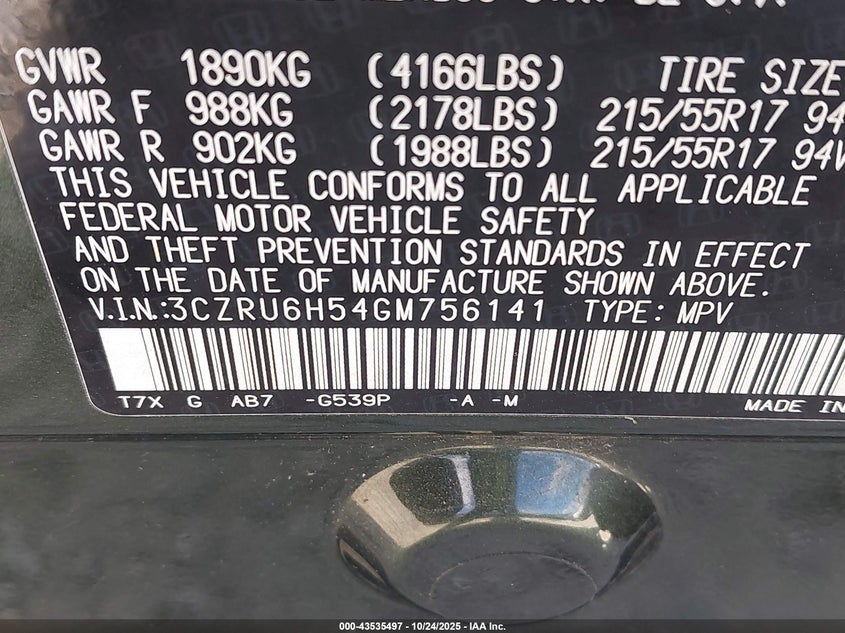 GVWR 1890KG (4166LBS) TIRE SIZE
GAWR F 988KG (2178LBS) 215/55R17 94
GAWR R 902KG (1988LBS) 215/55R17 94V
THIS VEHICLE CONFORMS TO ALL APPLICABLE
FEDERAL MOTOR VEHICLE SAFETY
AND THEFT PREVENTION STANDARDS IN EFFECT
ON THE DATE OF MANUFACTURE SHOWN ABOVE.
V.I.N.:3CZRU6H54GM756141 TYPE: MPV
T7X G AB7 -G539P -A -M MADE IN
000-43535497 - 10/24/2025 - IAA Inc.